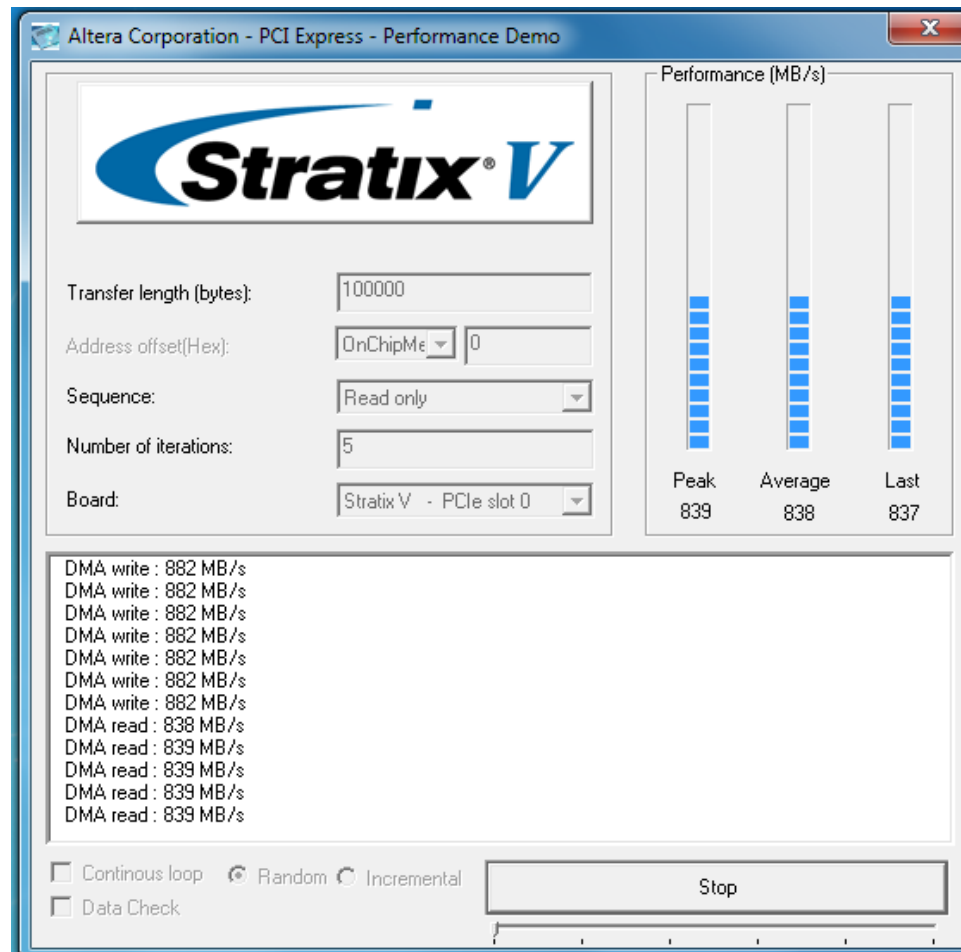 Altera Corporation - PCI Express - Performance Demo
x
Stratix® V
Transfer length (bytes):
100000
Address offset(Hex):
OnChipMe
0
Sequence:
Read only
Number of iterations:
5
Board:
Stratix V - PCIe slot 0
Performance (MB/s)
Peak Average Last
839 838 837
DMA write : 882 MB/s
DMA write : 882 MB/s
DMA write : 882 MB/s
DMA write : 882 MB/s
DMA write : 882 MB/s
DMA write : 882 MB/s
DMA write : 882 MB/s
DMA read : 838 MB/s
DMA read : 839 MB/s
DMA read : 839 MB/s
DMA read : 839 MB/s
DMA read : 839 MB/s
Continous loop Random Incremental
Data Check
Stop